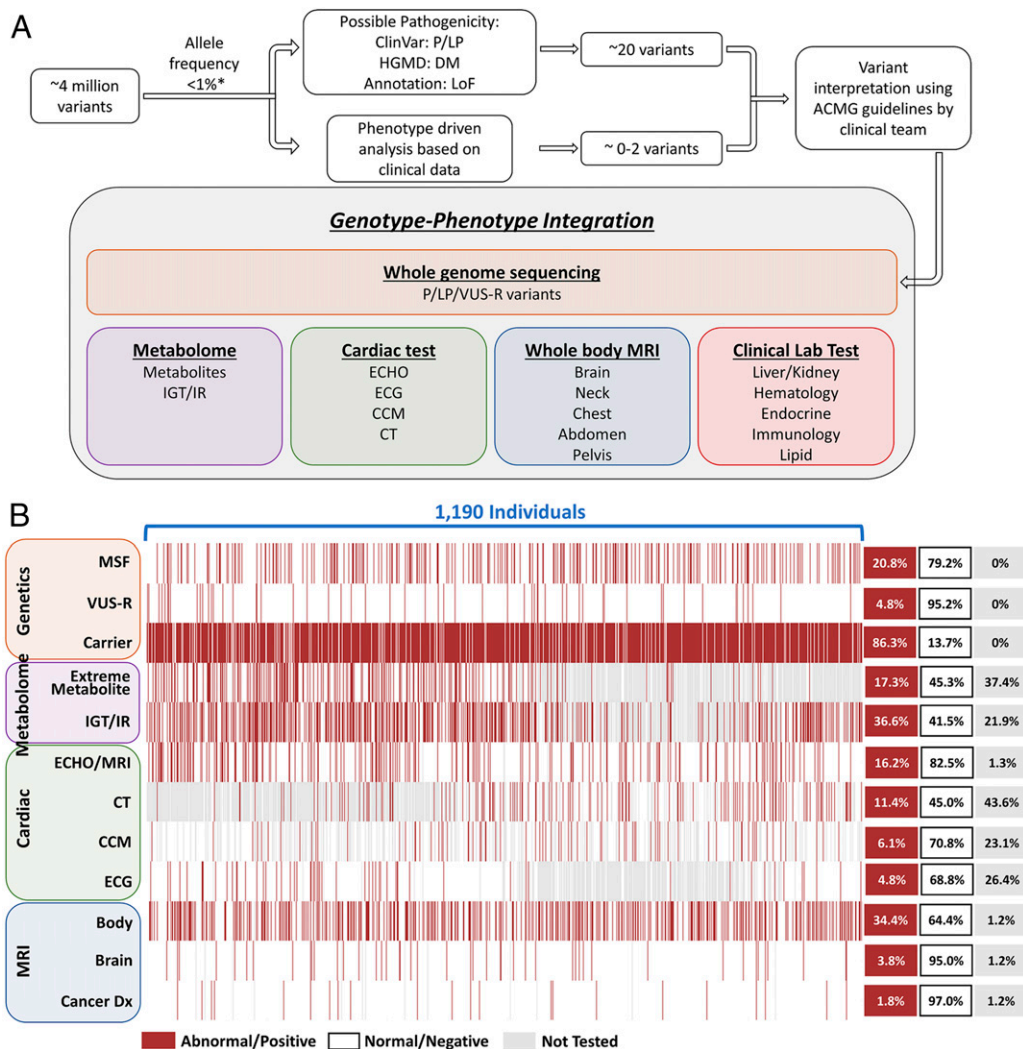 A
~4 million
variants
Allele
frequency
<1%*
Possible Pathogenicity:
ClinVar: P/LP
HGMD: DM
Annotation: LoF
~20 variants
Phenotype driven
analysis based on
clinical data
~ 0-2 variants
Variant
interpretation using
ACMG guidelines by
clinical team
Genotype-Phenotype Integration
Whole genome sequencing
P/LP/VUS-R variants
Metabolome
Metabolites
IGT/IR
Cardiac test
ECHO
ECG
CCM
CT
Whole body MRI
Brain
Neck
Chest
Abdomen
Pelvis
Clinical Lab Test
Liver/Kidney
Hematology
Endocrine
Immunology
Lipid
B
1,190 Individuals
Genetics
MSF 20.8% 79.2% 0%
VUS-R 4.8% 95.2% 0%
Carrier 86.3% 13.7% 0%
Metabolome
Extreme
Metabolite 17.3% 45.3% 37.4%
IGT/IR 36.6% 41.5% 21.9%
Cardiac
ECHO/MRI 16.2% 82.5% 1.3%
CT 11.4% 45.0% 43.6%
CCM 6.1% 70.8% 23.1%
ECG 4.8% 68.8% 26.4%
MRI
Body 34.4% 64.4% 1.2%
Brain 3.8% 95.0% 1.2%
Cancer Dx 1.8% 97.0% 1.2%
Abnormal/Positive Normal/Negative Not Tested